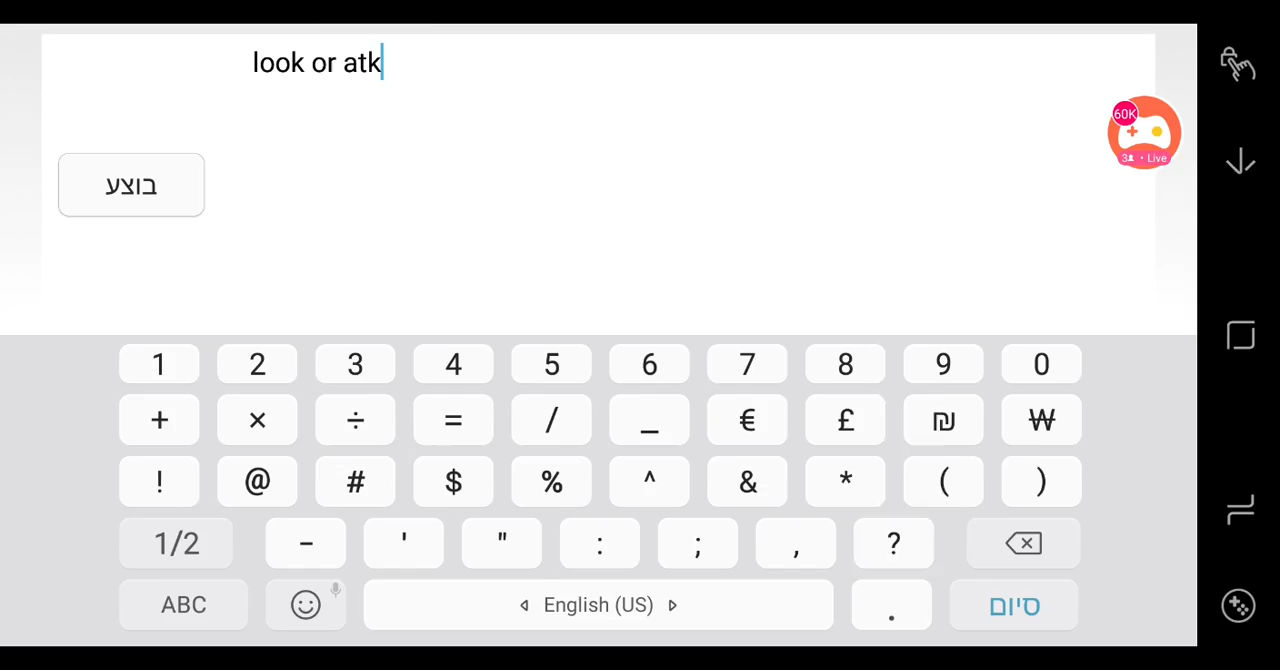 look or atk
60K
3 • Live
בוצע
1 2 3 4 5 6 7 8 9 0
+ × ÷ = / _ € £ ₪ ₩
! @ # $ % ^ & * ( )
1/2 - ' " : ; , ?
ABC English (US) . סיום